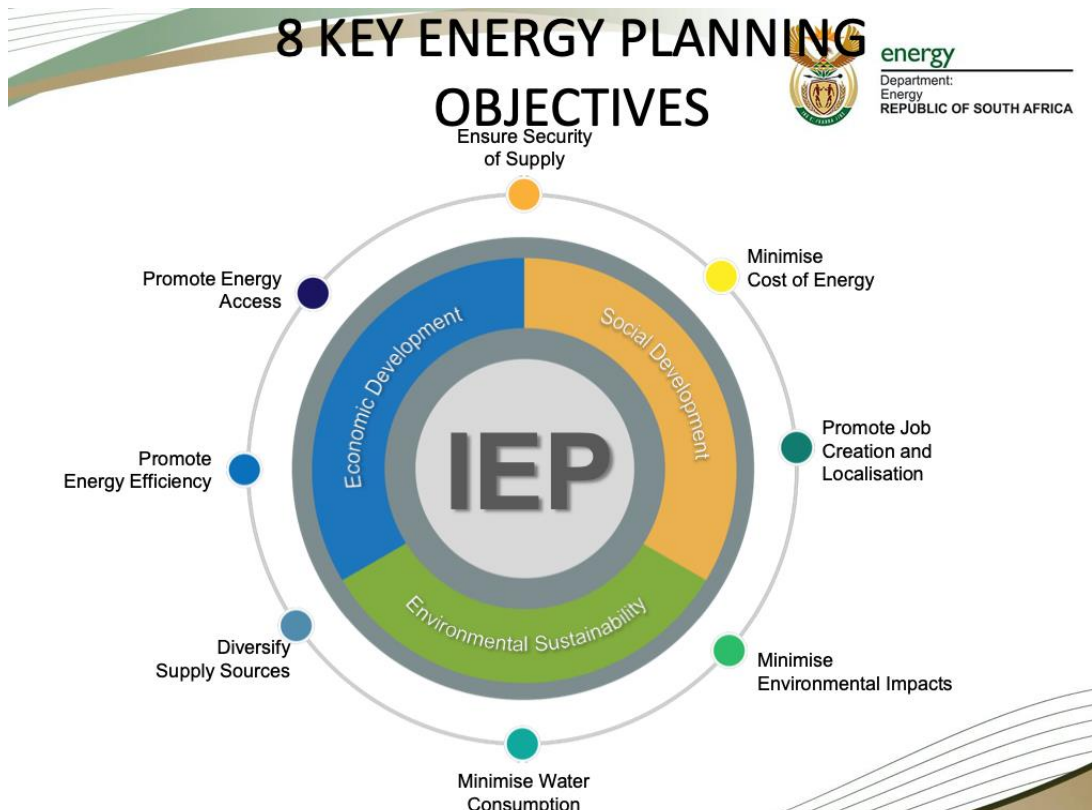 8 KEY ENERGY PLANNING
OBJECTIVES
energy
Department:
Energy
REPUBLIC OF SOUTH AFRICA
Ensure Security
of Supply
Minimise
Cost of Energy
Promote Job
Creation and
Localisation
Minimise
Environmental Impacts
Minimise Water
Consumption
Diversify
Supply Sources
Promote
Energy Efficiency
Promote Energy
Access
Economic Development
Social Development
Environmental Sustainability
IEP